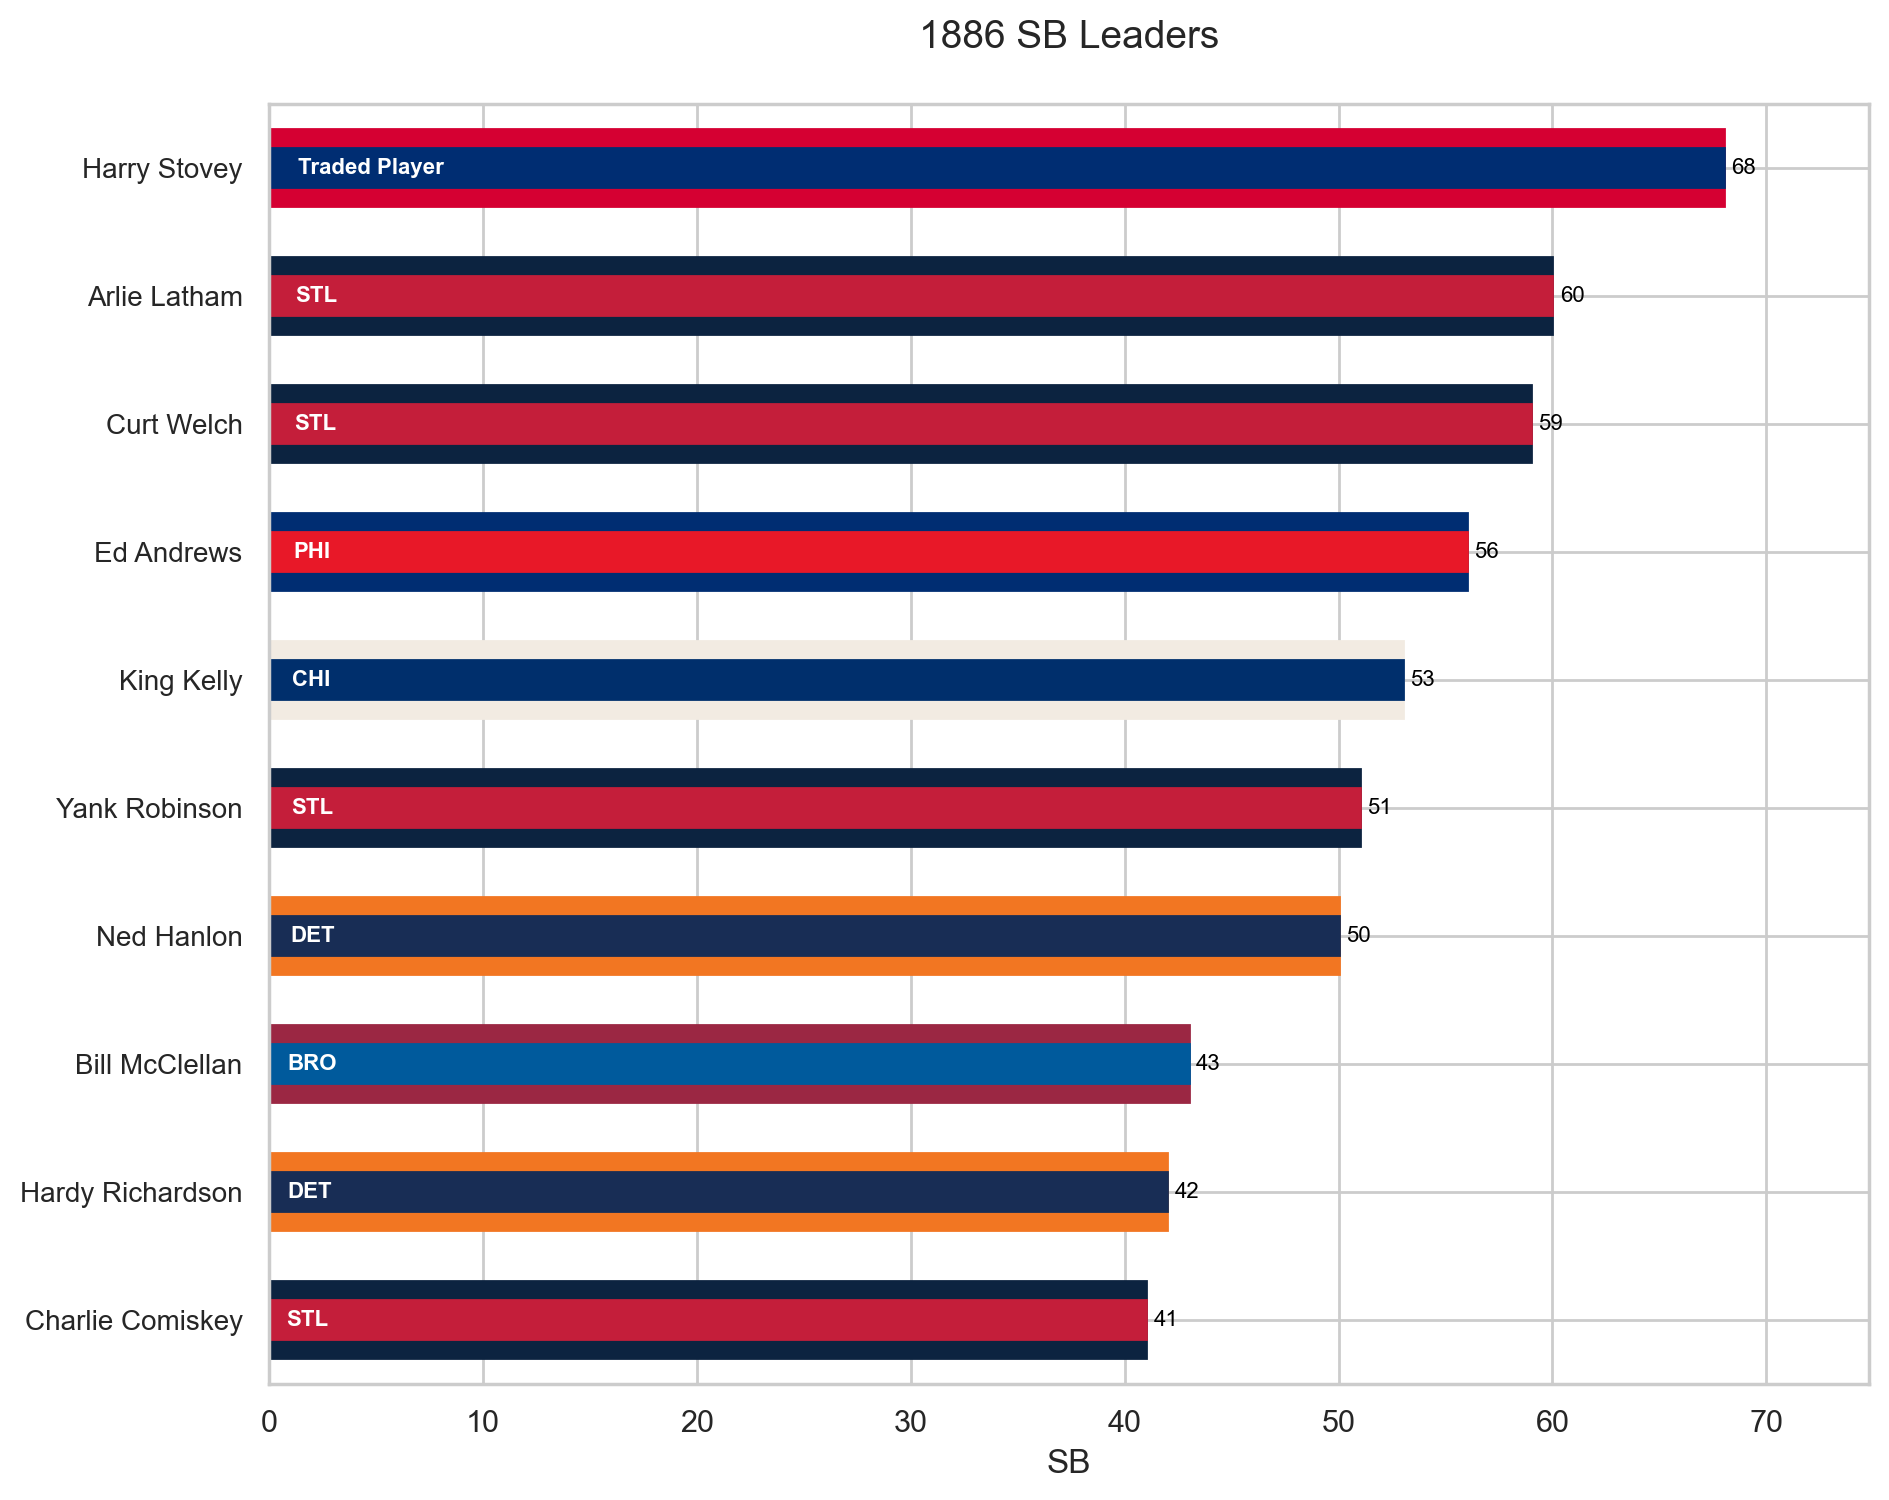 1886 SB Leaders
Harry Stovey
Traded Player
68
Arlie Latham
STL
60
Curt Welch
STL
59
Ed Andrews
PHI
56
King Kelly
CHI
53
Yank Robinson
STL
51
Ned Hanlon
DET
50
Bill McClellan
BRO
43
Hardy Richardson
DET
42
Charlie Comiskey
STL
41
0 10 20 30 40 50 60 70
SB